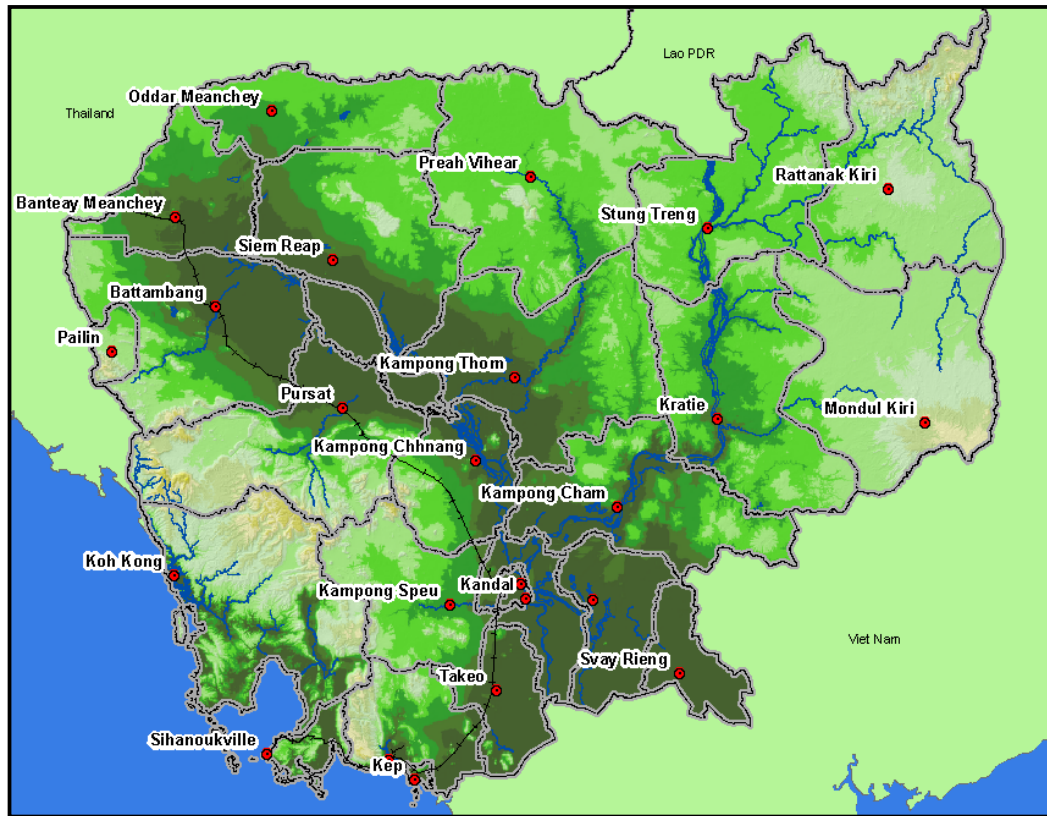 Lao PDR
Thailand
Oddar Meanchey
Preah Vihear
Rattanak Kiri
Banteay Meanchey
Stung Treng
Siem Reap
Battambang
Pailin
Kampong Thom
Pursat
Kratie
Mondul Kiri
Kampong Chhnang
Kampong Cham
Koh Kong
Kandal
Kampong Speu
Viet Nam
Svay Rieng
Takeo
Sihanoukville
Kep